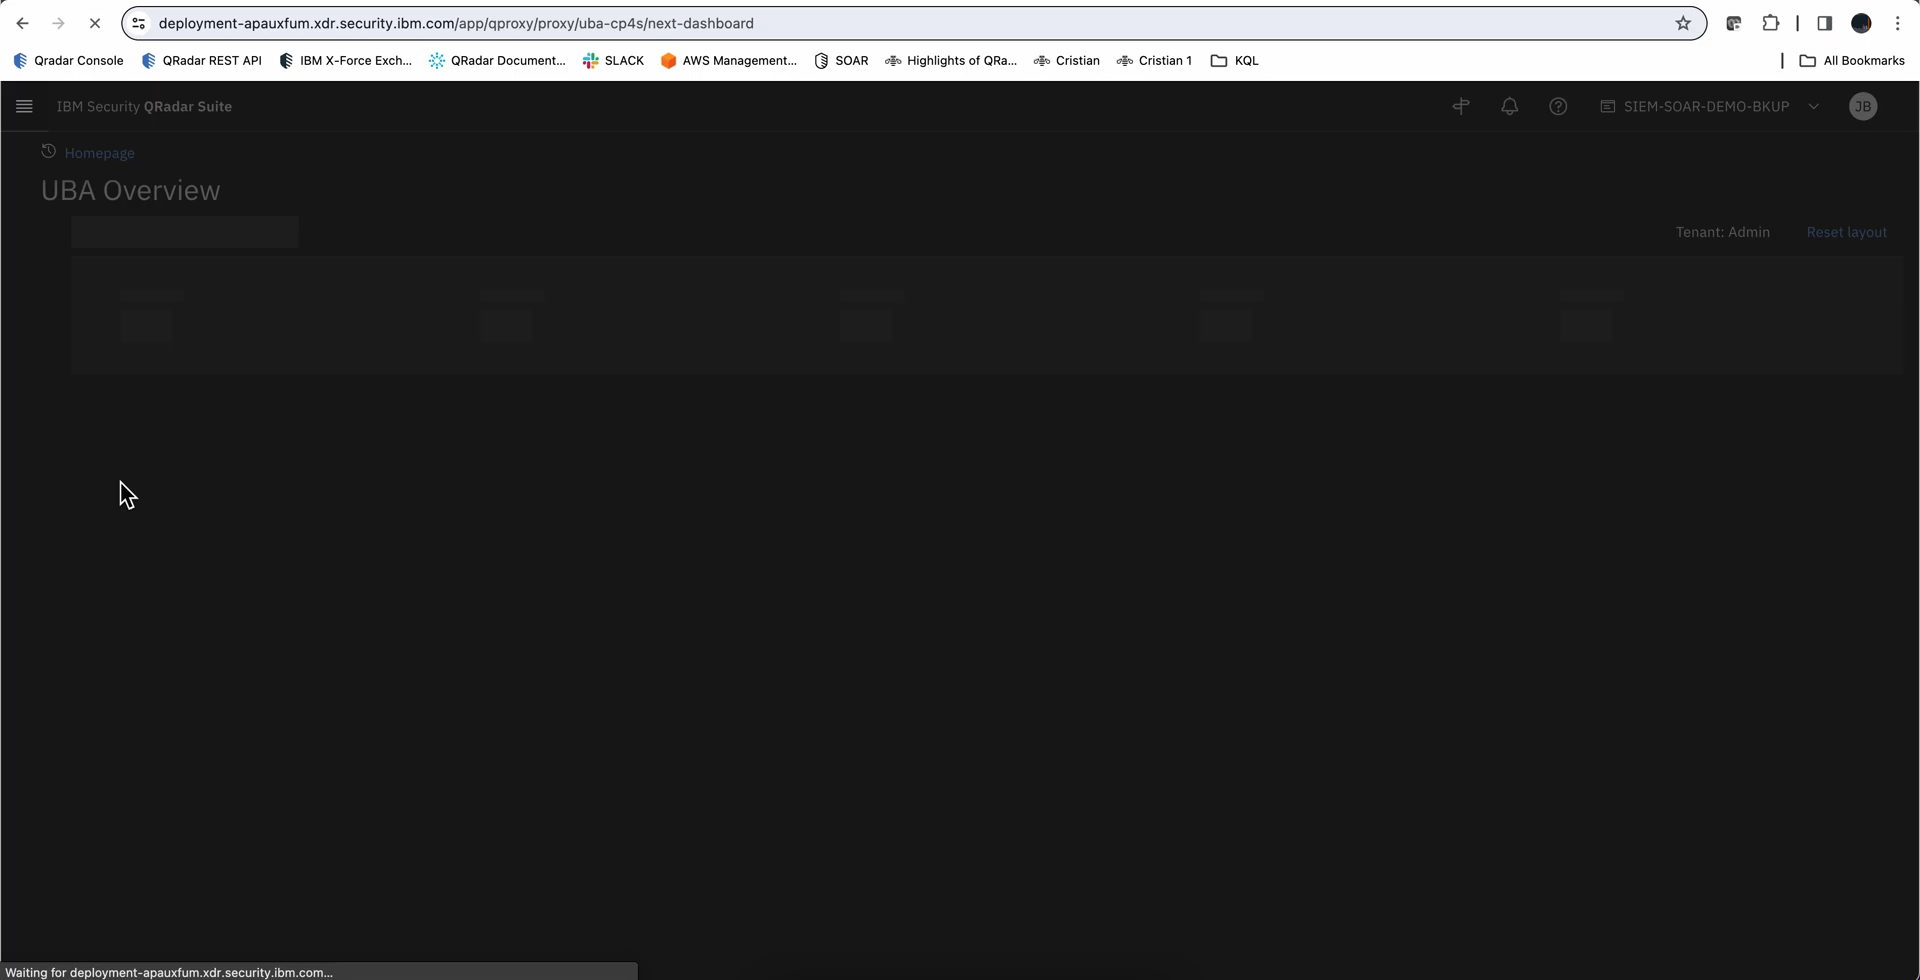 deployment-apauxfum.xdr.security.ibm.com/app/qproxy/proxy/uba-cp4s/next-dashboard
Qradar Console QRadar REST API IBM X-Force Exch... QRadar Document... SLACK AWS Management... SOAR Highlights of QRa... Cristian Cristian 1 KQL All Bookmarks
IBM Security QRadar Suite SIEM-SOAR-DEMO-BKUP JB
Homepage
UBA Overview
Tenant: Admin Reset layout
Waiting for deployment-apauxfum.xdr.security.ibm.com...